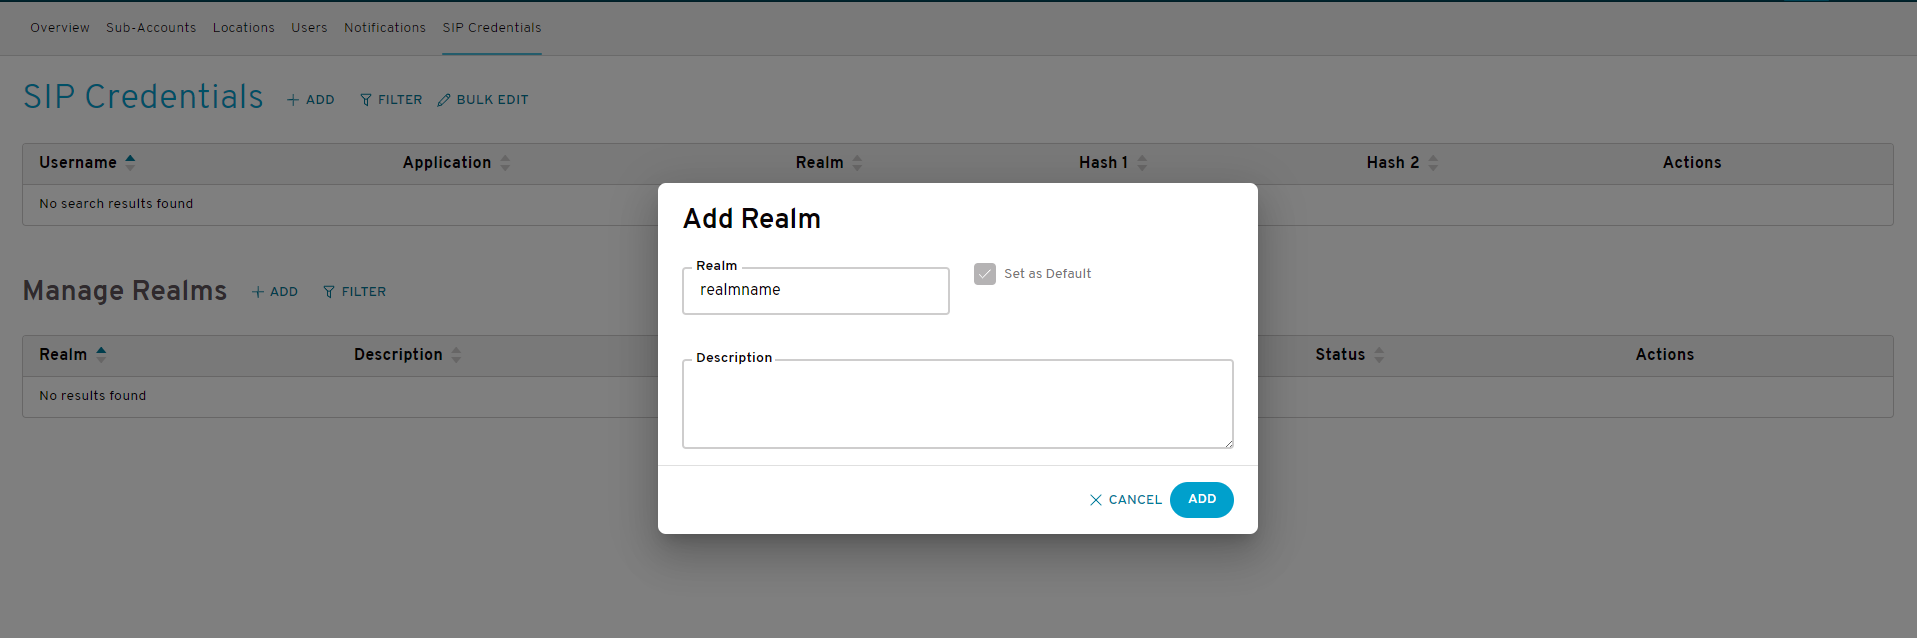 Overview Sub-Accounts Locations Users Notifications SIP Credentials
SIP Credentials ADD FILTER BULK EDIT
Username Application Realm Hash 1 Hash 2 Actions
No search results found
Add Realm
Realm
realmname
Set as Default
Manage Realms ADD FILTER
Realm Description Status Actions
No results found
Description
CANCEL ADD